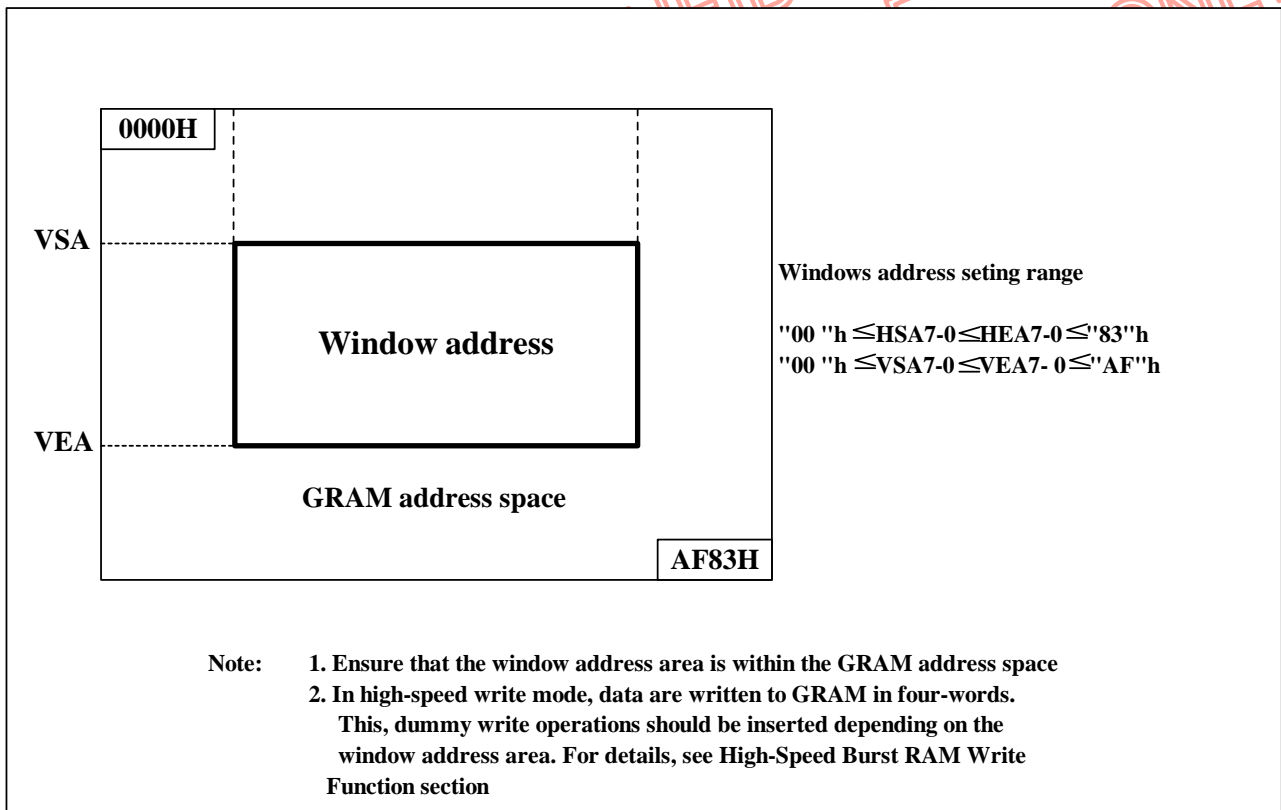 0000H
VSA
Windows address seting range
Window address
"00 "h ≤HSA7-0≤HEA7-0≤"83"h
"00 "h ≤VSA7-0≤VEA7- 0≤"AF"h
VEA
GRAM address space
AF83H
Note: 1. Ensure that the window address area is within the GRAM address space
2. In high-speed write mode, data are written to GRAM in four-words.
This, dummy write operations should be inserted depending on the
window address area. For details, see High-Speed Burst RAM Write
Function section